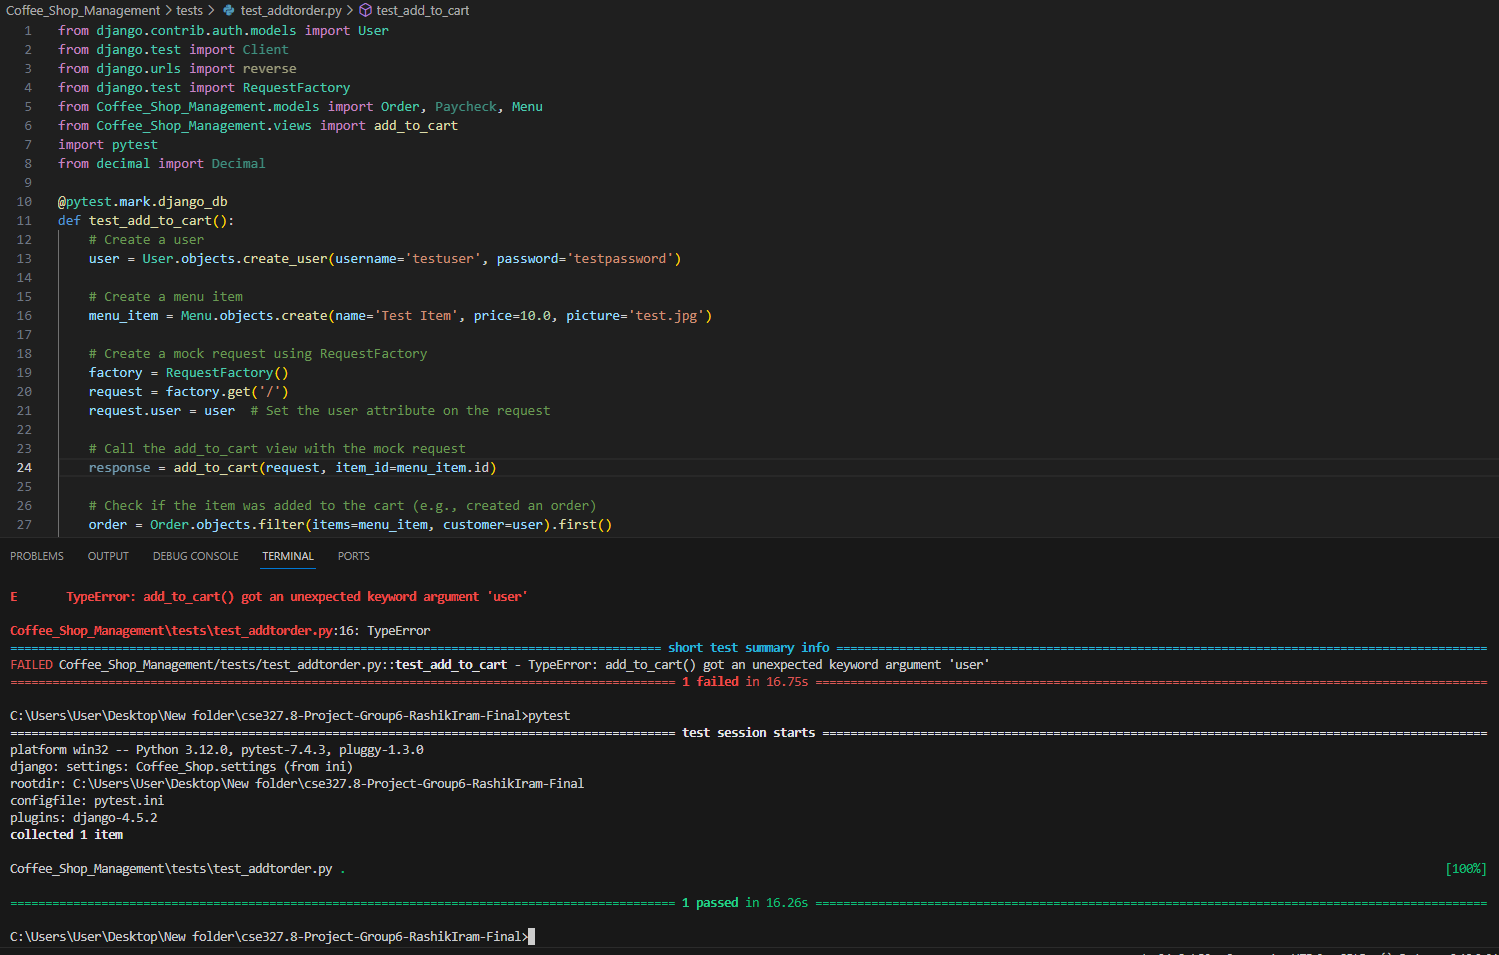 Coffee_Shop_Management > tests > test_addtorder.py > test_add_to_cart
1 from django.contrib.auth.models import User
2 from django.test import Client
3 from django.urls import reverse
4 from django.test import RequestFactory
5 from Coffee_Shop_Management.models import Order, Paycheck, Menu
6 from Coffee_Shop_Management.views import add_to_cart
7 import pytest
8 from decimal import Decimal
9
10 @pytest.mark.django_db
11 def test_add_to_cart():
12     # Create a user
13     user = User.objects.create_user(username='testuser', password='testpassword')
14
15     # Create a menu item
16     menu_item = Menu.objects.create(name='Test Item', price=10.0, picture='test.jpg')
17
18     # Create a mock request using RequestFactory
19     factory = RequestFactory()
20     request = factory.get('/')
21     request.user = user  # Set the user attribute on the request
22
23     # Call the add_to_cart view with the mock request
24     response = add_to_cart(request, item_id=menu_item.id)
25
26     # Check if the item was added to the cart (e.g., created an order)
27     order = Order.objects.filter(items=menu_item, customer=user).first()
PROBLEMS OUTPUT DEBUG CONSOLE TERMINAL PORTS
E       TypeError: add_to_cart() got an unexpected keyword argument 'user'
Coffee_Shop_Management\tests\test_addtorder.py:16: TypeError
=== short test summary info ===
FAILED Coffee_Shop_Management/tests/test_addtorder.py::test_add_to_cart - TypeError: add_to_cart() got an unexpected keyword argument 'user'
=== 1 failed in 16.75s ===
C:\Users\User\Desktop\New folder\cse327.8-Project-Group6-RashikIram-Final>pytest
=== test session starts ===
platform win32 -- Python 3.12.0, pytest-7.4.3, pluggy-1.3.0
django: settings: Coffee_Shop.settings (from ini)
rootdir: C:\Users\User\Desktop\New folder\cse327.8-Project-Group6-RashikIram-Final
configfile: pytest.ini
plugins: django-4.5.2
collected 1 item
Coffee_Shop_Management\tests\test_addtorder.py . [100%]
=== 1 passed in 16.26s ===
C:\Users\User\Desktop\New folder\cse327.8-Project-Group6-RashikIram-Final>